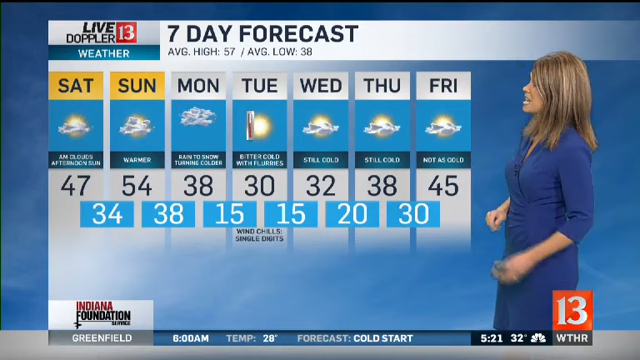 LIVE
DOPPLER 13
WEATHER
7 DAY FORECAST
AVG. HIGH: 57 / AVG. LOW: 38
SAT SUN MON TUE WED THU FRI
AM CLOUDS AFTERNOON SUN
WARMER
RAIN TO SNOW TURNING COLDER
BITTER COLD WITH FLURRIES
STILL COLD
STILL COLD
NOT AS COLD
47 54 38 30 32 38 45
34 38 15 15 20 30
WIND CHILLS:
SINGLE DIGITS
INDIANA
FOUNDATION
SERVICE
13
GREENFIELD 6:00AM TEMP: 28° FORECAST: COLD START 5:21 32° WTHR